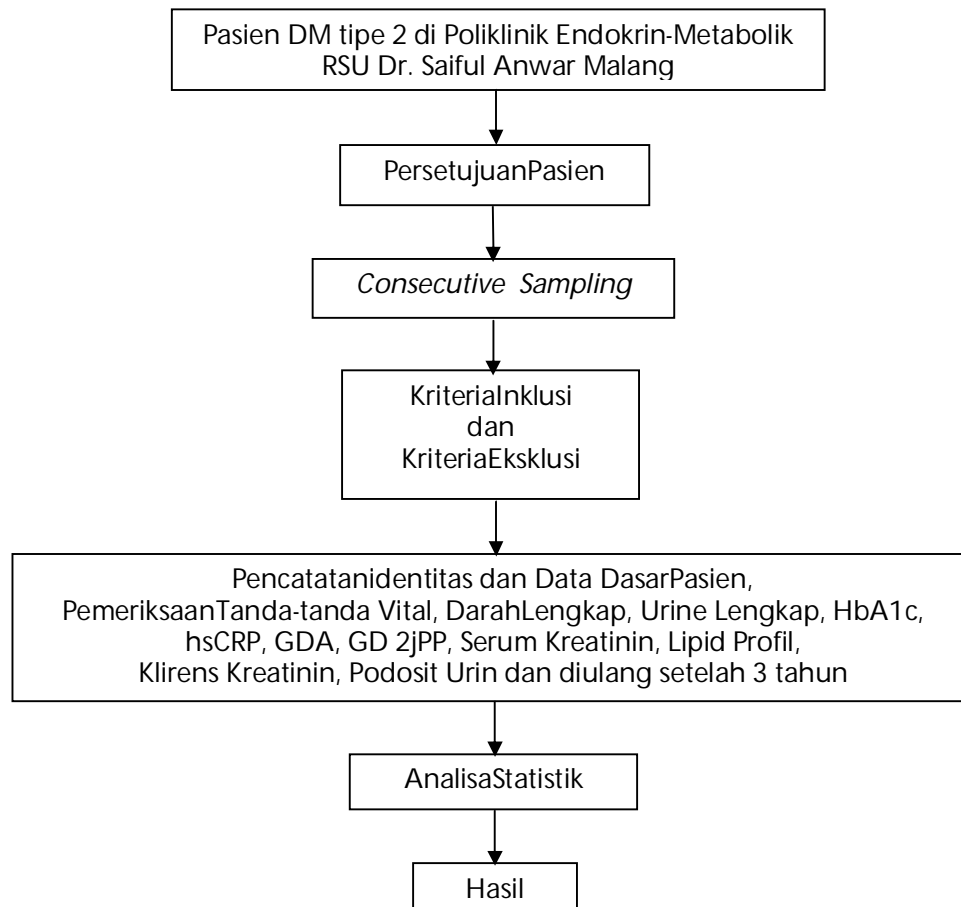 Pasien DM tipe 2 di Poliklinik Endokrin-Metabolik
RSU Dr. Saiful Anwar Malang
PersetujuanPasien
Consecutive Sampling
KriteriaInklusi
dan
KriteriaEksklusi
Pencatatanidentitas dan Data DasarPasien,
PemeriksaanTanda-tanda Vital, DarahLengkap, Urine Lengkap, HbA1c,
hsCRP, GDA, GD 2jPP, Serum Kreatinin, Lipid Profil,
Klirens Kreatinin, Podosit Urin dan diulang setelah 3 tahun
AnalisaStatistik
Hasil